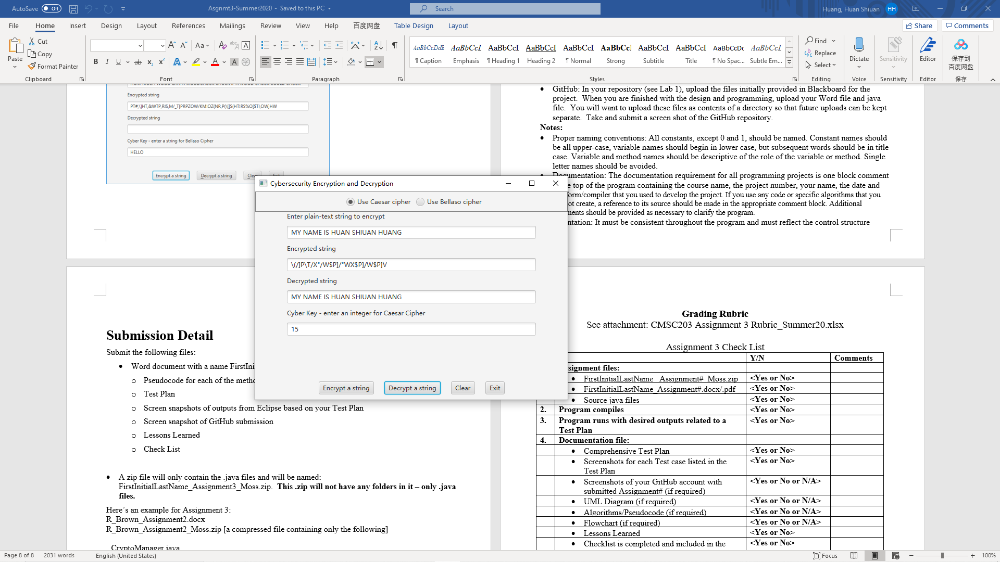 AutoSave Off
Asgnmt3-Summer2020 - Saved to this PC
Search
Huang, Huan Shiuan HH
File Home Insert Design Layout References Mailings Review View Help 百度网盘 Table Design Layout
Share Comments
Paste
Cut
Copy
Format Painter
Clipboard
Font
Paragraph
AaBbCcDdE AaBbCcI AaBbCcI AaBbCcI AaBbCcI AaBbCcI AaBbCcI AaBbCcI AaBbCcDc AaBbCcI
¶ Caption Emphasis ¶ Heading 1 Heading 2 ¶ Normal Strong Subtitle Title ¶ No Spac... Subtle Em...
Styles
Find
Replace
Select
Editing
Dictate
Voice
Sensitivity
Sensitivity
Editor
Editor
保存到
百度网盘
保存
Encrypted string
PT#,\]HT,&WTP,RIS,M/_T[PRPZOW/KM!OZ(NR,P(\[[S(HT!RS%O[$TI,OW]HW
Decrypted string
Cyber Key - enter a string for Bellaso Cipher
HELLO
Encrypt a string Decrypt a string
GitHub: In your repository (see Lab 1), upload the files initially provided in Blackboard for the
project. When you are finished with the design and programming, upload your Word file and java
file. You will want to upload these files as contents of a directory so that future uploads can be kept
separate. Take and submit a screen shot of the GitHub repository.
Notes:
Proper naming conventions: All constants, except 0 and 1, should be named. Constant names should
be all upper-case, variable names should begin in lower case, but subsequent words should be in title
case. Variable and method names should be descriptive of the role of the variable or method. Single
letter names should be avoided.
Documentation: The documentation requirement for all programming projects is one block comment
top of the program containing the course name, the project number, your name, the date and
form/compiler that you used to develop the project. If you use any code or specific algorithms that you
not create, a reference to its source should be made in the appropriate comment block. Additional
ments should be provided as necessary to clarify the program.
ntation: It must be consistent throughout the program and must reflect the control structure
Cybersecurity Encryption and Decryption
Use Caesar cipher Use Bellaso cipher
Enter plain-text string to encrypt
MY NAME IS HUAN SHIUAN HUANG
Encrypted string
\(/]P\T/X"/W$P]/"WX$P]/W$P]V
Decrypted string
MY NAME IS HUAN SHIUAN HUANG
Cyber Key - enter an integer for Caesar Cipher
15
Encrypt a string Decrypt a string Clear Exit
Submission Detail
Submit the following files:
Word document with a name FirstIni
Pseudocode for each of the metho
Test Plan
Screen snapshots of outputs from Eclipse based on your Test Plan
Screen snapshot of GitHub submission
Lessons Learned
Check List
A zip file will only contain the .java files and will be named:
FirstInitialLastName_Assignment3_Moss.zip. This .zip will not have any folders in it – only .java
files.
Here’s an example for Assignment 3:
R_Brown_Assignment2.docx
R_Brown_Assignment2_Moss.zip [a compressed file containing only the following]
CryptoManager.java
Grading Rubric
See attachment: CMSC203 Assignment 3 Rubric_Summer20.xlsx
Assignment 3 Check List
Y/N Comments
signment files:
FirstInitialLastName_Assignment#_Moss.zip <Yes or No>
FirstInitialLastName_Assignment#.docx/.pdf <Yes or No>
Source java files <Yes or No>
2. Program compiles <Yes or No>
3. Program runs with desired outputs related to a <Yes or No>
Test Plan
4. Documentation file:
Comprehensive Test Plan <Yes or No>
Screenshots for each Test case listed in the <Yes or No>
Test Plan
Screenshots of your GitHub account with <Yes or No or N/A>
submitted Assignment# (if required)
UML Diagram (if required) <Yes or No or N/A>
Algorithms/Pseudocode (if required) <Yes or No or N/A>
Flowchart (if required) <Yes or No or N/A>
Lessons Learned <Yes or No>
Checklist is completed and included in the <Yes or No>
Page 8 of 8 2031 words English (United States)
Focus 100%